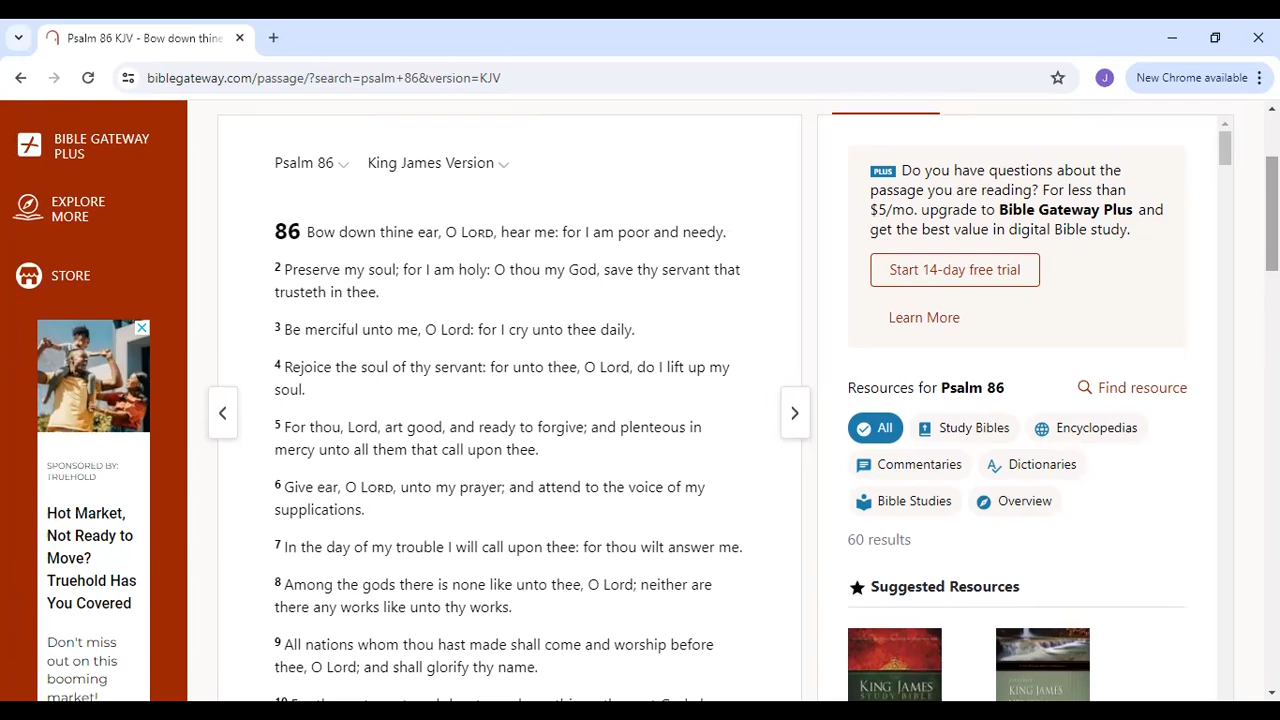 Psalm 86 KJV - Bow down thine
biblegateway.com/passage/?search=psalm+86&version=KJV
J
New Chrome available
BIBLE GATEWAY
PLUS
EXPLORE
MORE
STORE
SPONSORED BY:
TRUEHOLD
Hot Market,
Not Ready to
Move?
Truehold Has
You Covered
Don't miss
out on this
booming
market!
Psalm 86
King James Version
86 Bow down thine ear, O LORD, hear me: for I am poor and needy.
2 Preserve my soul; for I am holy: O thou my God, save thy servant that
trusteth in thee.
3 Be merciful unto me, O Lord: for I cry unto thee daily.
4 Rejoice the soul of thy servant: for unto thee, O Lord, do I lift up my
soul.
5 For thou, Lord, art good, and ready to forgive; and plenteous in
mercy unto all them that call upon thee.
6 Give ear, O LORD, unto my prayer; and attend to the voice of my
supplications.
7 In the day of my trouble I will call upon thee: for thou wilt answer me.
8 Among the gods there is none like unto thee, O Lord; neither are
there any works like unto thy works.
9 All nations whom thou hast made shall come and worship before
thee, O Lord; and shall glorify thy name.
PLUS Do you have questions about the
passage you are reading? For less than
$5/mo. upgrade to Bible Gateway Plus and
get the best value in digital Bible study.
Start 14-day free trial
Learn More
Resources for Psalm 86
Find resource
All
Study Bibles
Encyclopedias
Commentaries
Dictionaries
Bible Studies
Overview
60 results
Suggested Resources
KING JAMES
STUDY BIBLE
KING JAMES